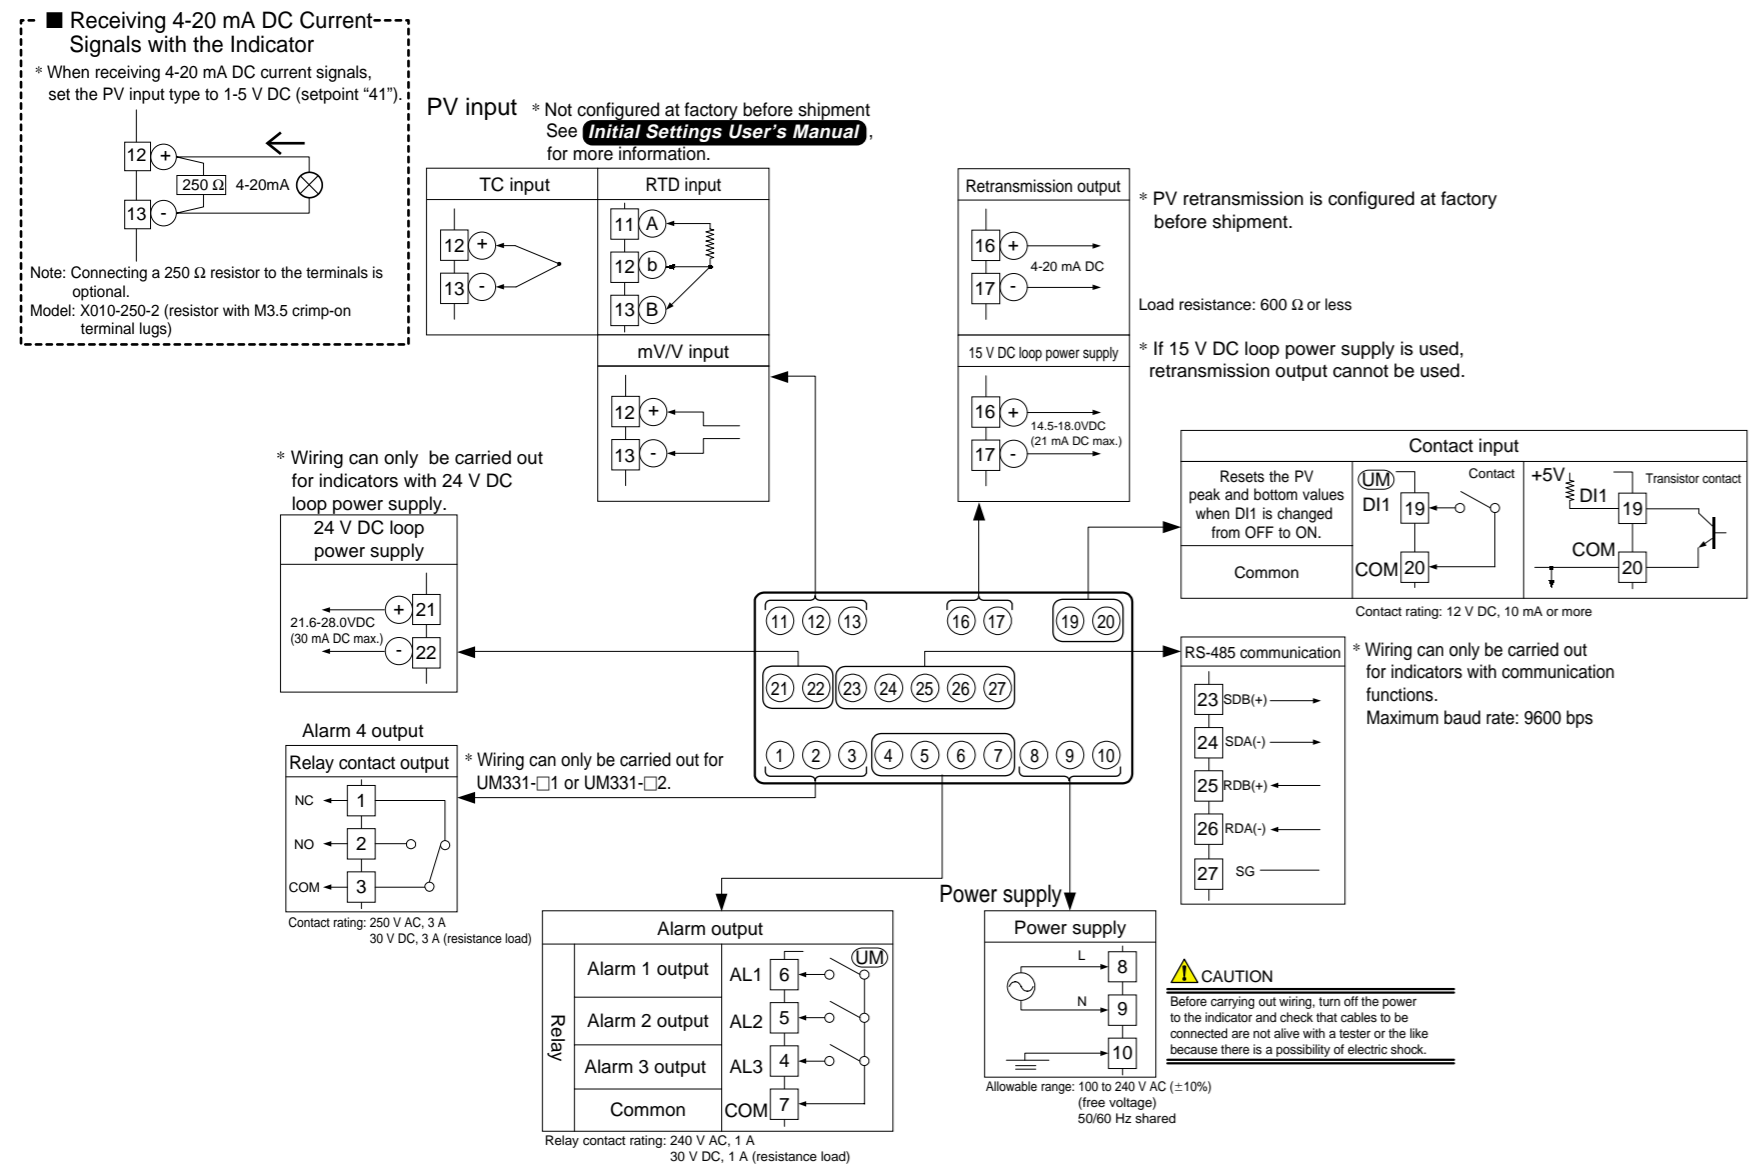 ■ Receiving 4-20 mA DC Current
Signals with the Indicator
* When receiving 4-20 mA DC current signals,
set the PV input type to 1-5 V DC (setpoint “41”).
12 +
250 Ω 4-20mA
13 -
Note: Connecting a 250 Ω resistor to the terminals is
optional.
Model: X010-250-2 (resistor with M3.5 crimp-on
terminal lugs)
PV input
* Not configured at factory before shipment
See Initial Settings User's Manual,
for more information.
TC input
12 +
13 -
RTD input
11 A
12 b
13 B
mV/V input
12 +
13 -
Retransmission output
16 +
4-20 mA DC
17 -
* PV retransmission is configured at factory
before shipment.
Load resistance: 600 Ω or less
15 V DC loop power supply
16 +
14.5-18.0VDC
(21 mA DC max.)
17 -
* If 15 V DC loop power supply is used,
retransmission output cannot be used.
Contact input
Resets the PV
peak and bottom values
when DI1 is changed
from OFF to ON.
Common
UM
Contact
DI1 19
COM 20
+5V
Transistor contact
DI1
19
COM
20
Contact rating: 12 V DC, 10 mA or more
* Wiring can only be carried out
for indicators with 24 V DC
loop power supply.
24 V DC loop
power supply
+ 21
21.6-28.0VDC
(30 mA DC max.)
- 22
11 12 13 16 17 19 20
21 22 23 24 25 26 27
1 2 3 4 5 6 7 8 9 10
RS-485 communication
23 SDB(+)
24 SDA(-)
25 RDB(+)
26 RDA(-)
27 SG
* Wiring can only be carried out
for indicators with communication
functions.
Maximum baud rate: 9600 bps
Alarm 4 output
Relay contact output
NC 1
NO 2
COM 3
* Wiring can only be carried out for
UM331-□1 or UM331-□2.
Contact rating: 250 V AC, 3 A
30 V DC, 3 A (resistance load)
Alarm output
Relay
UM
Alarm 1 output AL1 6
Alarm 2 output AL2 5
Alarm 3 output AL3 4
Common COM 7
Relay contact rating: 240 V AC, 1 A
30 V DC, 1 A (resistance load)
Power supply
Power supply
L 8
N 9
10
Allowable range: 100 to 240 V AC (±10%)
(free voltage)
50/60 Hz shared
CAUTION
Before carrying out wiring, turn off the power
to the indicator and check that cables to be
connected are not alive with a tester or the like
because there is a possibility of electric shock.